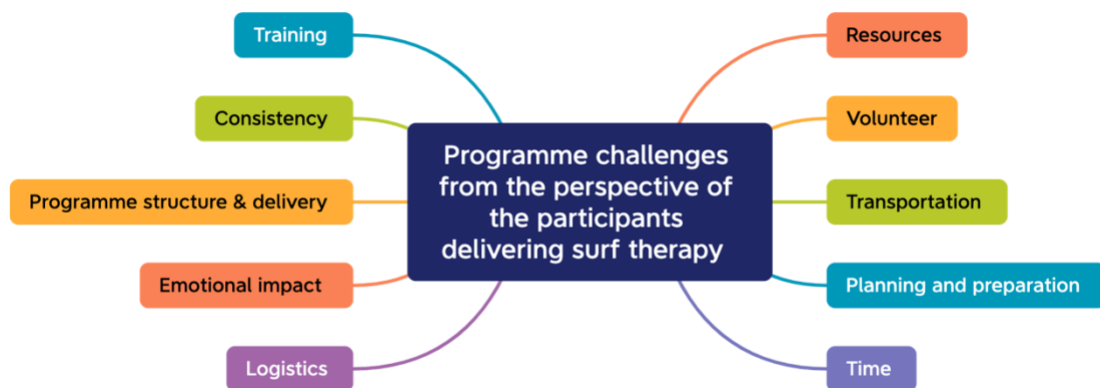 Training
Consistency
Programme structure & delivery
Emotional impact
Logistics
Programme challenges
from the perspective of
the participants
delivering surf therapy
Resources
Volunteer
Transportation
Planning and preparation
Time